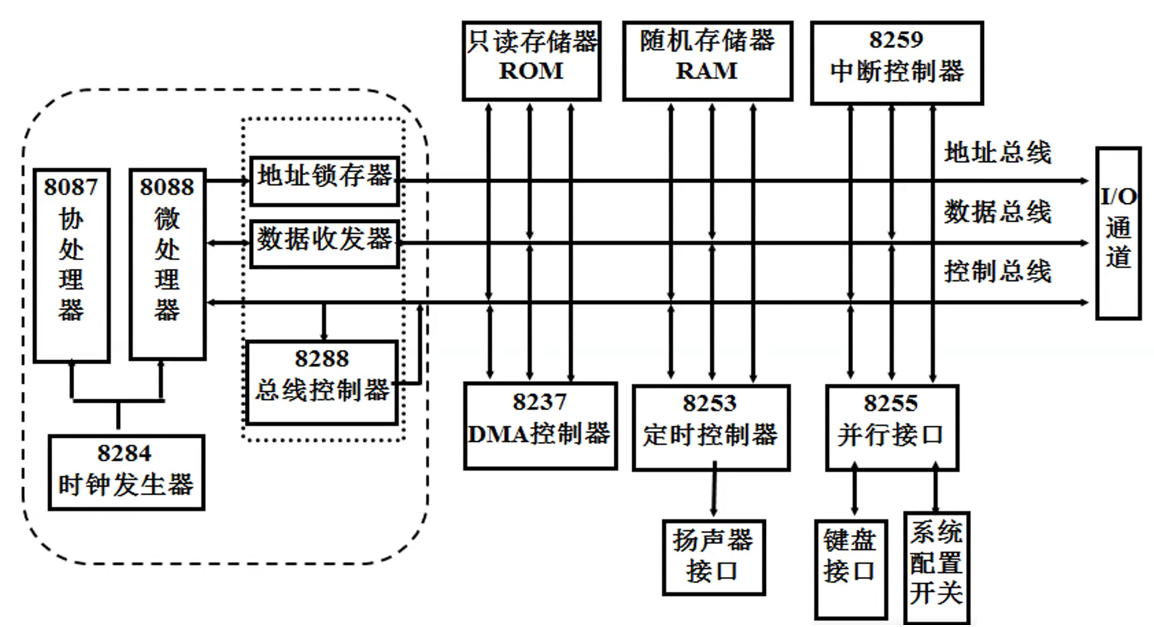 只读存储器
ROM
随机存储器
RAM
8259
中断控制器
地址总线
数据总线
控制总线
I/O
通
道
8087
协
处
理
器
8088
微
处
理
器
地址锁存器
数据收发器
8288
总线控制器
8284
时钟发生器
8237
DMA控制器
8253
定时控制器
8255
并行接口
扬声器
接口
键盘
接口
系统
配置
开关